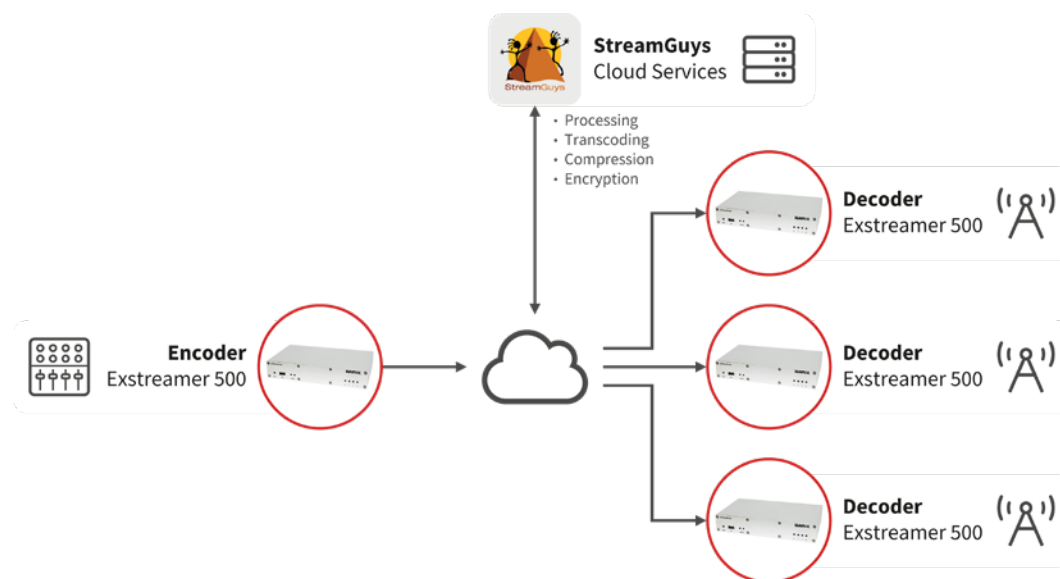 StreamGuys
StreamGuys
Cloud Services
• Processing
• Transcoding
• Compression
• Encryption
Decoder
Exstreamer 500
Encoder
Exstreamer 500
Decoder
Exstreamer 500
Decoder
Exstreamer 500